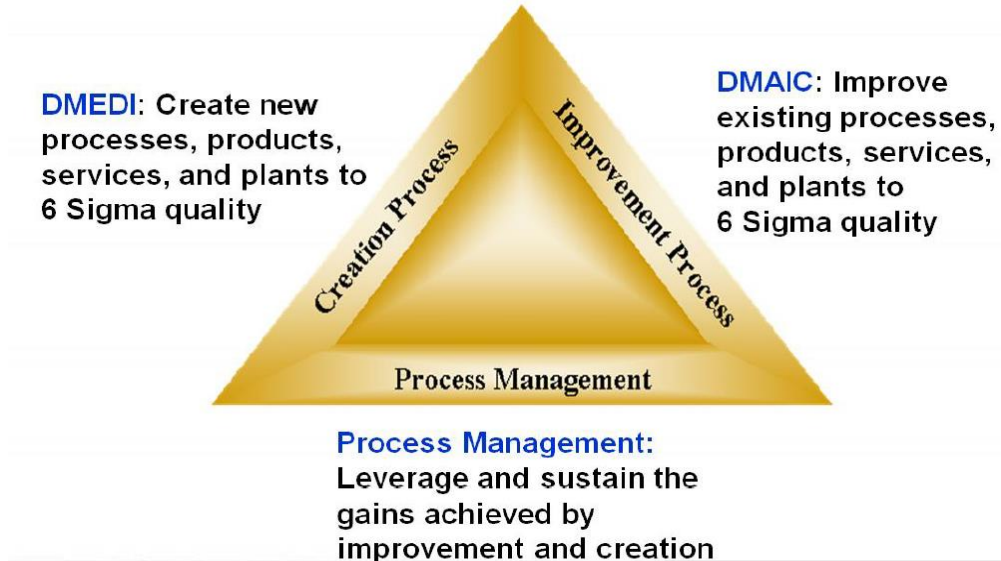 DMEDI: Create new
processes, products,
services, and plants to
6 Sigma quality
Creation Process
Improvement Process
DMAIC: Improve
existing processes,
products, services,
and plants to
6 Sigma quality
Process Management
Process Management:
Leverage and sustain the
gains achieved by
improvement and creation